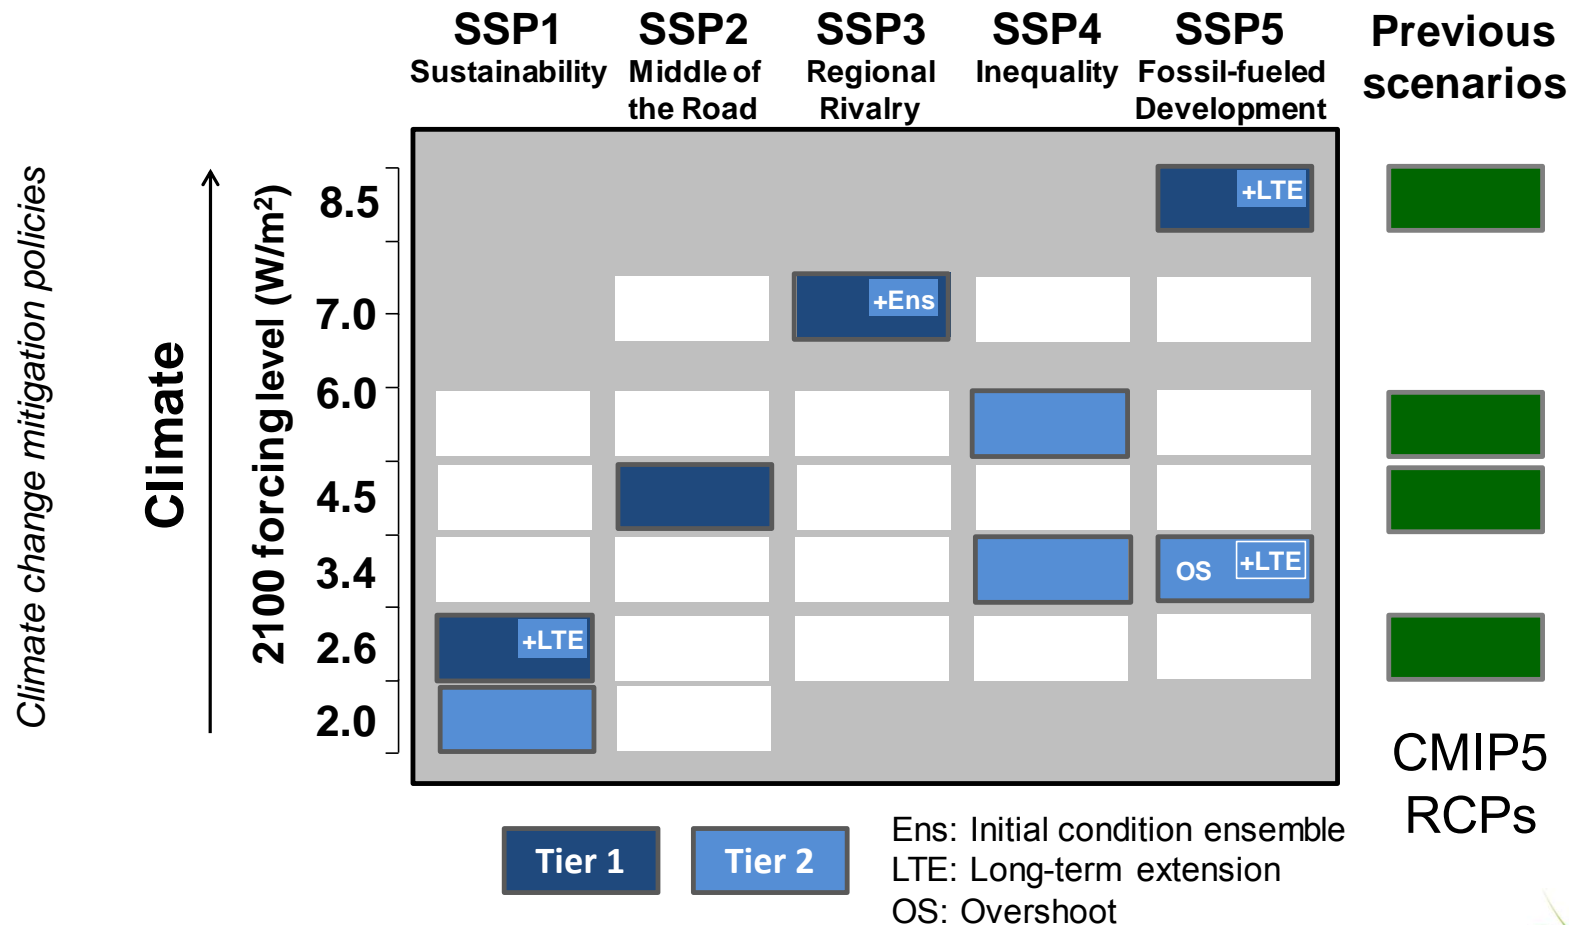 SSP1
SSP2
SSP3
SSP4
SSP5
Previous
scenarios
Sustainability
Middle of
the Road
Regional
Rivalry
Inequality
Fossil-fueled
Development
Climate change mitigation policies
Climate
2100 forcing level (W/m²)
8.5
+LTE
7.0
+Ens
6.0
4.5
3.4
OS
+LTE
2.6
+LTE
2.0
CMIP5
RCPs
Tier 1
Tier 2
Ens: Initial condition ensemble
LTE: Long-term extension
OS: Overshoot